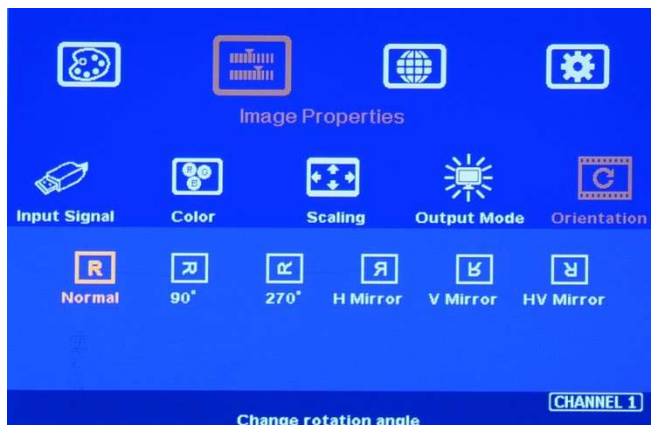 Image Properties
R G B
Input Signal Color Scaling Output Mode Orientation
R R R R R R
Normal 90° 270° H Mirror V Mirror HV Mirror
CHANNEL 1
Change rotation angle